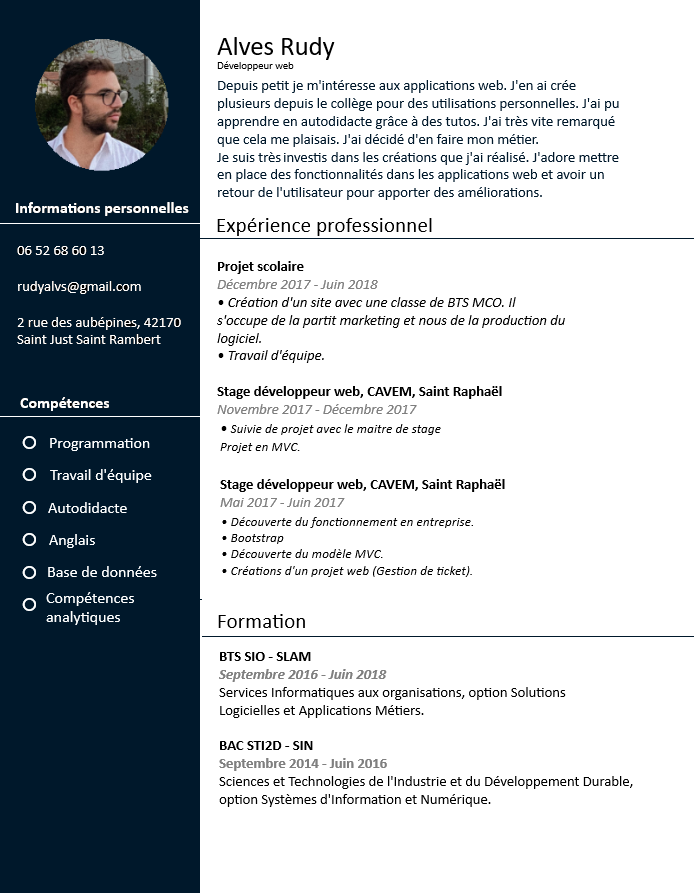 Alves Rudy
Développeur web
Depuis petit je m'intéresse aux applications web. J'en ai crée
plusieurs depuis le collège pour des utilisations personnelles. J'ai pu
apprendre en autodidacte grâce à des tutos. J'ai très vite remarqué
que cela me plaisais. J'ai décidé d'en faire mon métier.
Je suis très investis dans les créations que j'ai réalisé. J'adore mettre
en place des fonctionnalités dans les applications web et avoir un
retour de l'utilisateur pour apporter des améliorations.
Informations personnelles
06 52 68 60 13
rudyalvs@gmail.com
2 rue des aubépines, 42170
Saint Just Saint Rambert
Compétences
Programmation
Travail d'équipe
Autodidacte
Anglais
Base de données
Compétences
analytiques
Expérience professionnel
Projet scolaire
Décembre 2017 - Juin 2018
• Création d'un site avec une classe de BTS MCO. Il
s'occupe de la partit marketing et nous de la production du
logiciel.
• Travail d'équipe.
Stage développeur web, CAVEM, Saint Raphaël
Novembre 2017 - Décembre 2017
• Suivie de projet avec le maitre de stage
Projet en MVC.
Stage développeur web, CAVEM, Saint Raphaël
Mai 2017 - Juin 2017
• Découverte du fonctionnement en entreprise.
• Bootstrap
• Découverte du modèle MVC.
• Créations d'un projet web (Gestion de ticket).
Formation
BTS SIO - SLAM
Septembre 2016 - Juin 2018
Services Informatiques aux organisations, option Solutions
Logicielles et Applications Métiers.
BAC STI2D - SIN
Septembre 2014 - Juin 2016
Sciences et Technologies de l'Industrie et du Développement Durable,
option Systèmes d'Information et Numérique.